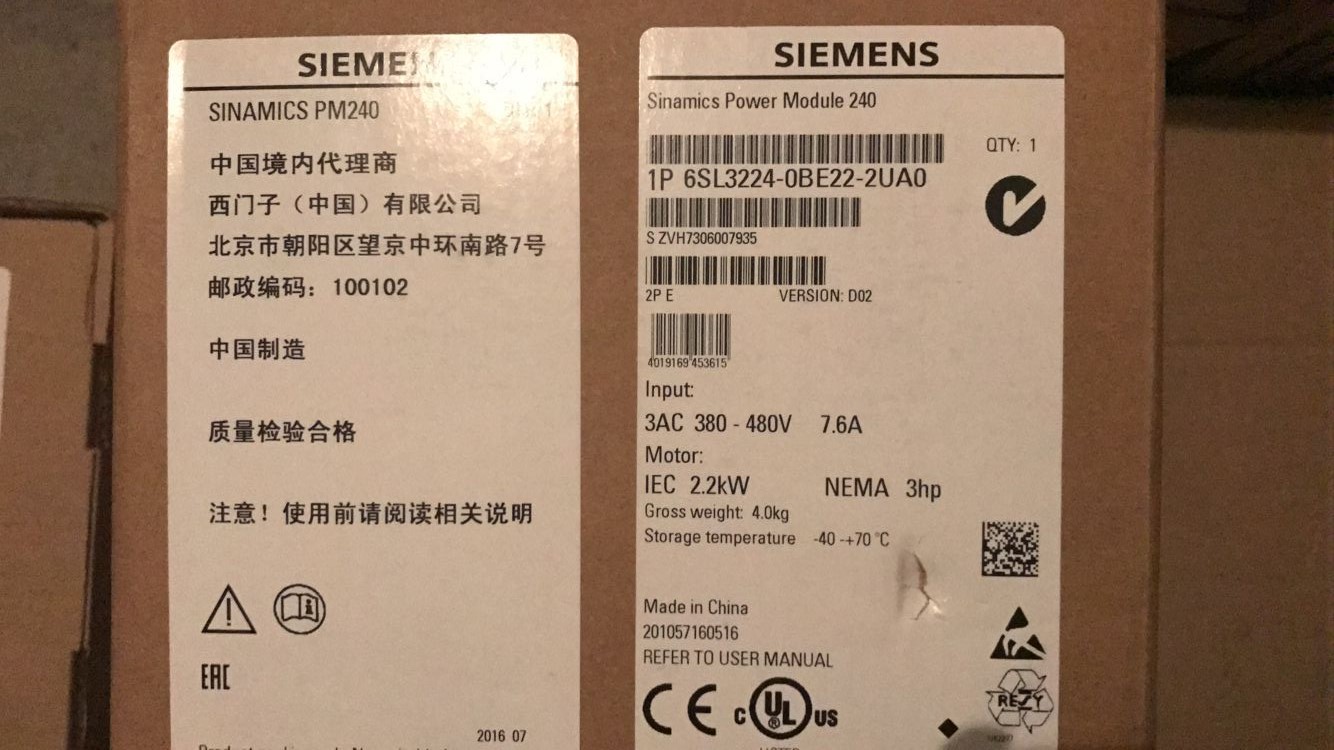 SIEME
SINAMICS PM240
中国境内代理商
西门子（中国）有限公司
北京市朝阳区望京中环南路7号
邮政编码：100102
中国制造
质量检验合格
注意！使用前请阅读相关说明
EAC
2016 07
SIEMENS
Sinamics Power Module 240
QTY: 1
1P 6SL3224-0BE22-2UA0
S ZVH7306007935
2P E VERSION: D02
4019169 453615
Input:
3AC 380 - 480V 7.6A
Motor:
IEC 2.2kW NEMA 3hp
Gross weight: 4.0kg
Storage temperature -40 -+70 °C
Made in China
201057160516
REFER TO USER MANUAL
RESY
CE c UL ® US